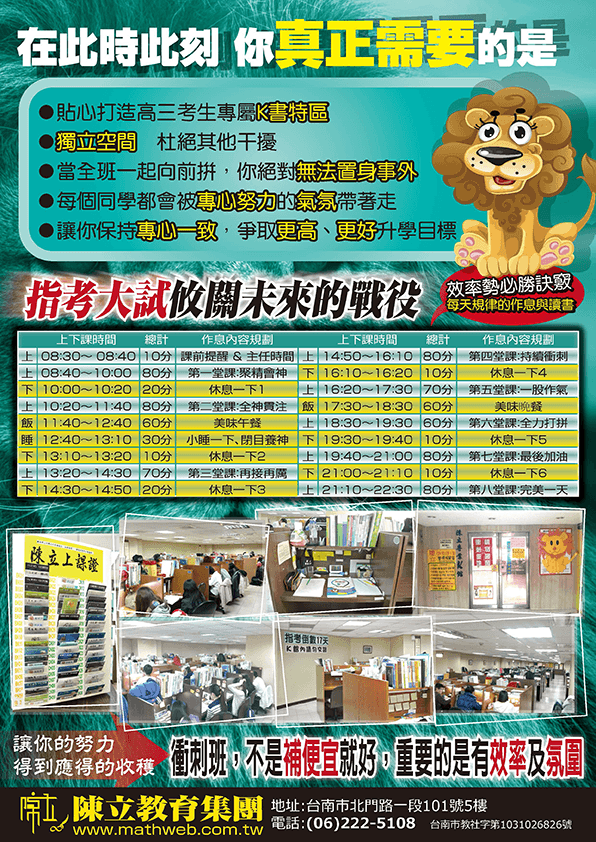 在此時此刻 你真正需要的是
●貼心打造高三考生專屬K書特區
●獨立空間 杜絕其他干擾
●當全班一起向前拚，你絕對無法置身事外
●每個同學都會被專心努力的氣氛帶著走
●讓你保持專心一致，爭取更高、更好升學目標
指考大試攸關未來的戰役
效率勢必勝訣竅
每天規律的作息與讀書
上下課時間 總計 作息內容規劃
上 08:30～08:40 10分 課前提醒 & 主任時間
上 08:40～10:00 80分 第一堂課:聚精會神
下 10:00～10:20 20分 休息一下1
上 10:20～11:40 80分 第二堂課:全神貫注
飯 11:40～12:40 60分 美味午餐
睡 12:40～13:10 30分 小睡一下、閉目養神
下 13:10～13:20 10分 休息一下2
上 13:20～14:30 70分 第三堂課:再接再厲
下 14:30～14:50 20分 休息一下3
上下課時間 總計 作息內容規劃
上 14:50～16:10 80分 第四堂課:持續衝刺
下 16:10～16:20 10分 休息一下4
上 16:20～17:30 70分 第五堂課:一股作氣
飯 17:30～18:30 60分 美味晚餐
上 18:30～19:30 60分 第六堂課:全力打拼
下 19:30～19:40 10分 休息一下5
上 19:40～21:00 80分 第七堂課:最後加油
下 21:00～21:10 10分 休息一下6
上 21:10～22:30 80分 第八堂課:完美一天
陳立上課證
指考倒數17天
K館內請勿交談
讓你的努力
得到應得的收穫
衝刺班，不是補便宜就好，重要的是有效率及氛圍
陳立教育集團
www.mathweb.com.tw
地址:台南市北門路一段101號5樓
電話:(06)222-5108 台南市教社字第1031026826號